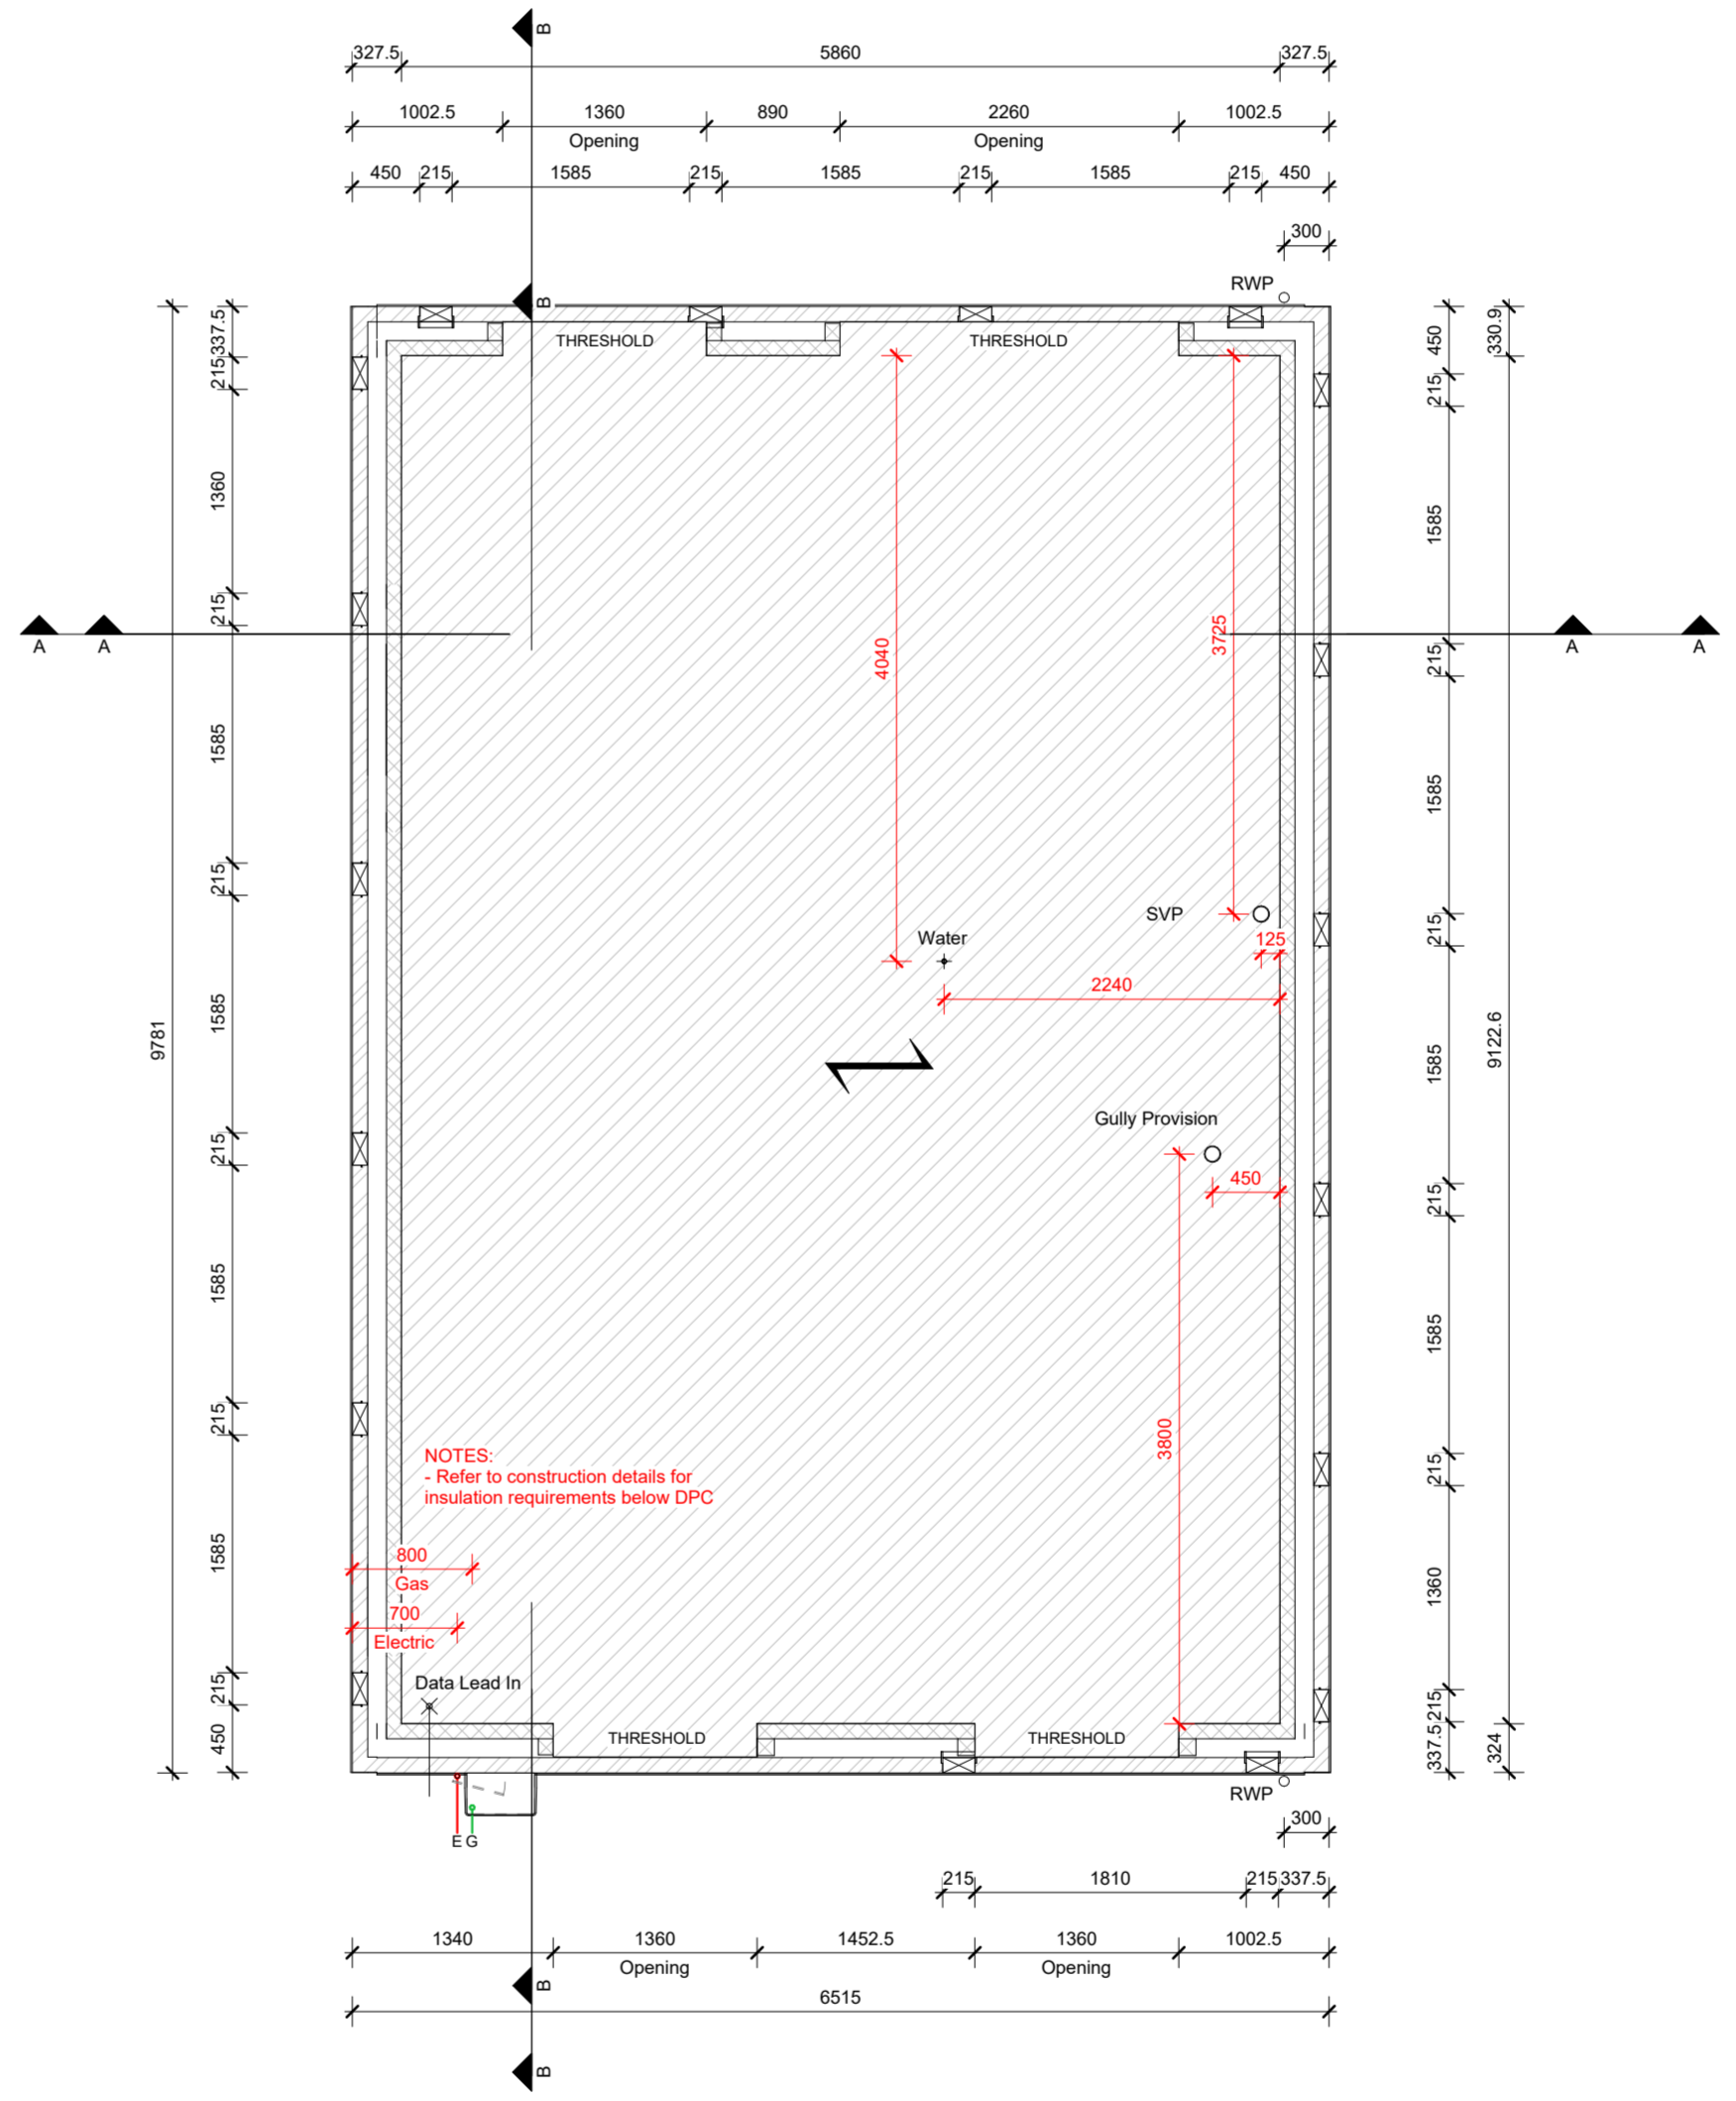 B
327.5 5860 327.5
1002.5 1360 890 2260 1002.5
Opening Opening
450 215 1585 215 1585 215 1585 215 450
300
RWP
B
THRESHOLD THRESHOLD
337.5
215
1360
215
1585
215
1585
215
1585
215
1585
215
450
9781
450
215
1585
215
1585
215
1585
215
1585
215
1360
215
337.5
330.9
9122.6
324
A A A A
4040
3725
SVP
125
Water
2240
Gully Provision
450
3800
NOTES:
- Refer to construction details for
insulation requirements below DPC
800
Gas
700
Electric
Data Lead In
THRESHOLD THRESHOLD
RWP
E G
300
215 1810 215 337.5
1340 1360 1452.5 1360 1002.5
Opening Opening
B
6515
B